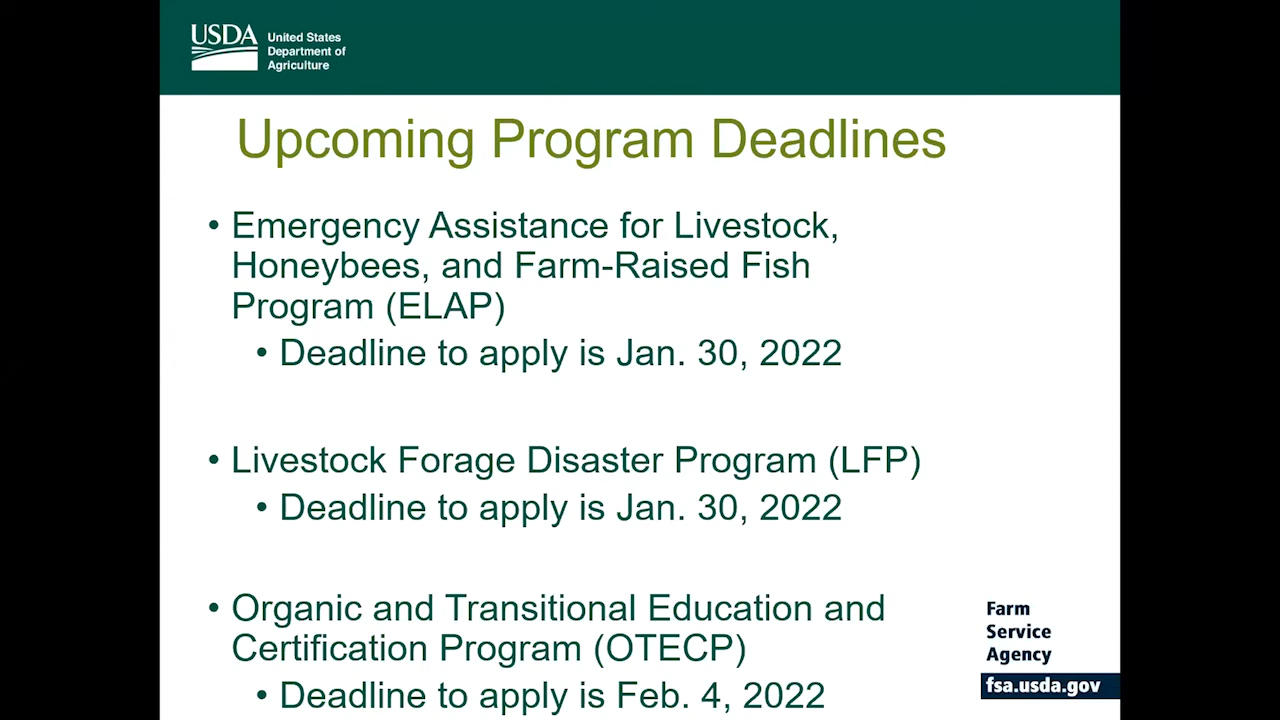 USDA
United States
Department of
Agriculture
Upcoming Program Deadlines
• Emergency Assistance for Livestock,
Honeybees, and Farm-Raised Fish
Program (ELAP)
• Deadline to apply is Jan. 30, 2022
• Livestock Forage Disaster Program (LFP)
• Deadline to apply is Jan. 30, 2022
• Organic and Transitional Education and
Certification Program (OTECP)
• Deadline to apply is Feb. 4, 2022
Farm
Service
Agency
fsa.usda.gov